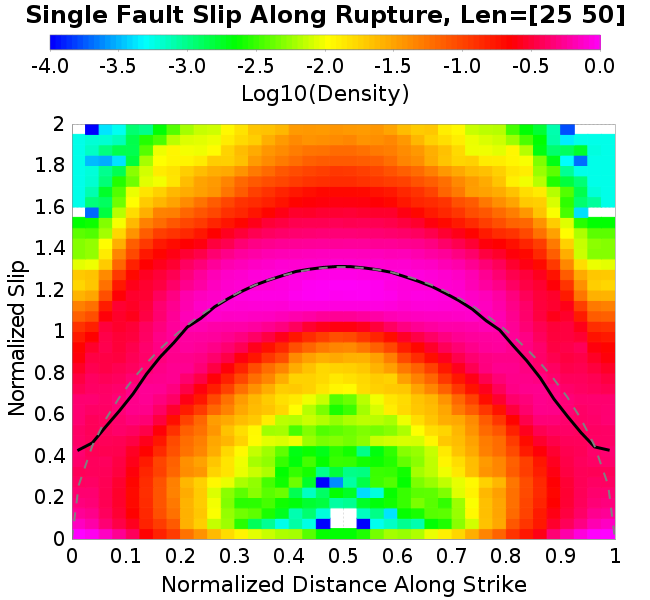 Single Fault Slip Along Rupture, Len=[25 50]
-4.0 -3.5 -3.0 -2.5 -2.0 -1.5 -1.0 -0.5 0.0
Log10(Density)
Normalized Slip
2
1.8
1.6
1.4
1.2
1
0.8
0.6
0.4
0.2
0
0 0.1 0.2 0.3 0.4 0.5 0.6 0.7 0.8 0.9 1
Normalized Distance Along Strike